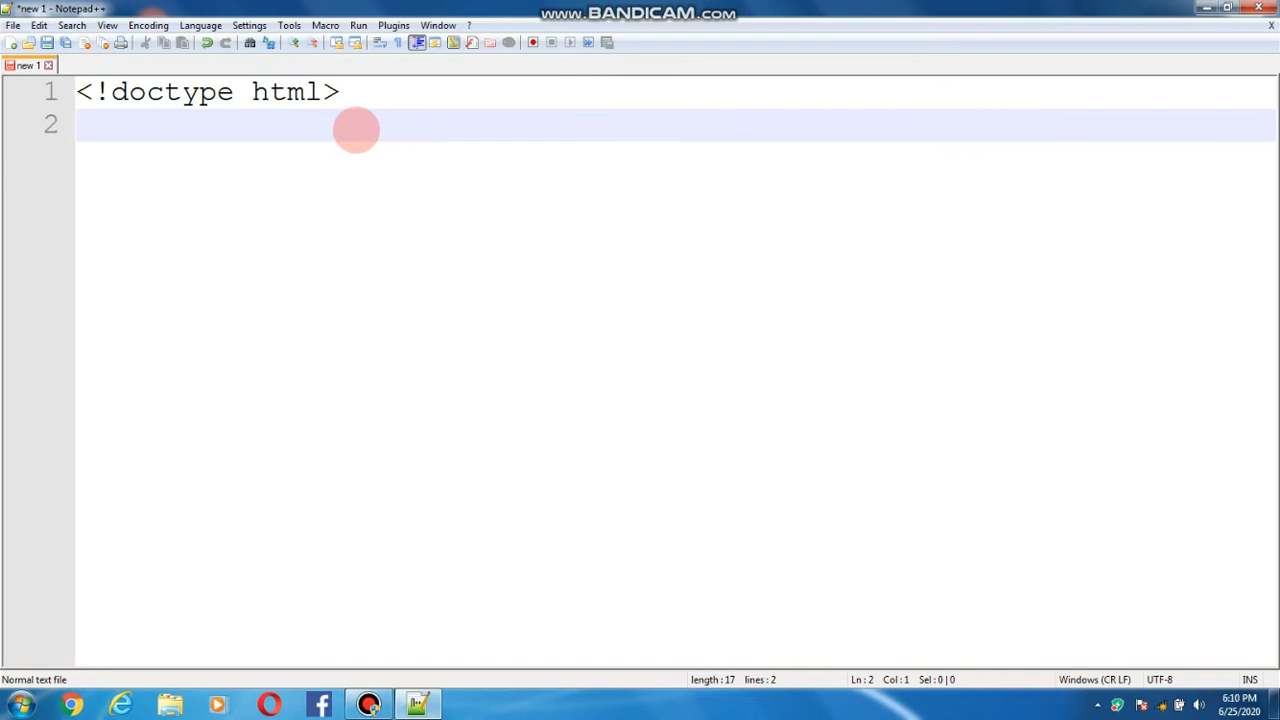 *new 1 - Notepad++
www.BANDICAM.com
File Edit Search View Encoding Language Settings Tools Macro Run Plugins Window ?
X
new 1
1 <!doctype html>
2
Normal text file length : 17 lines : 2 Ln : 2 Col : 1 Sel : 0 | 0 Windows (CR LF) UTF-8 INS
6:10 PM
6/25/2020